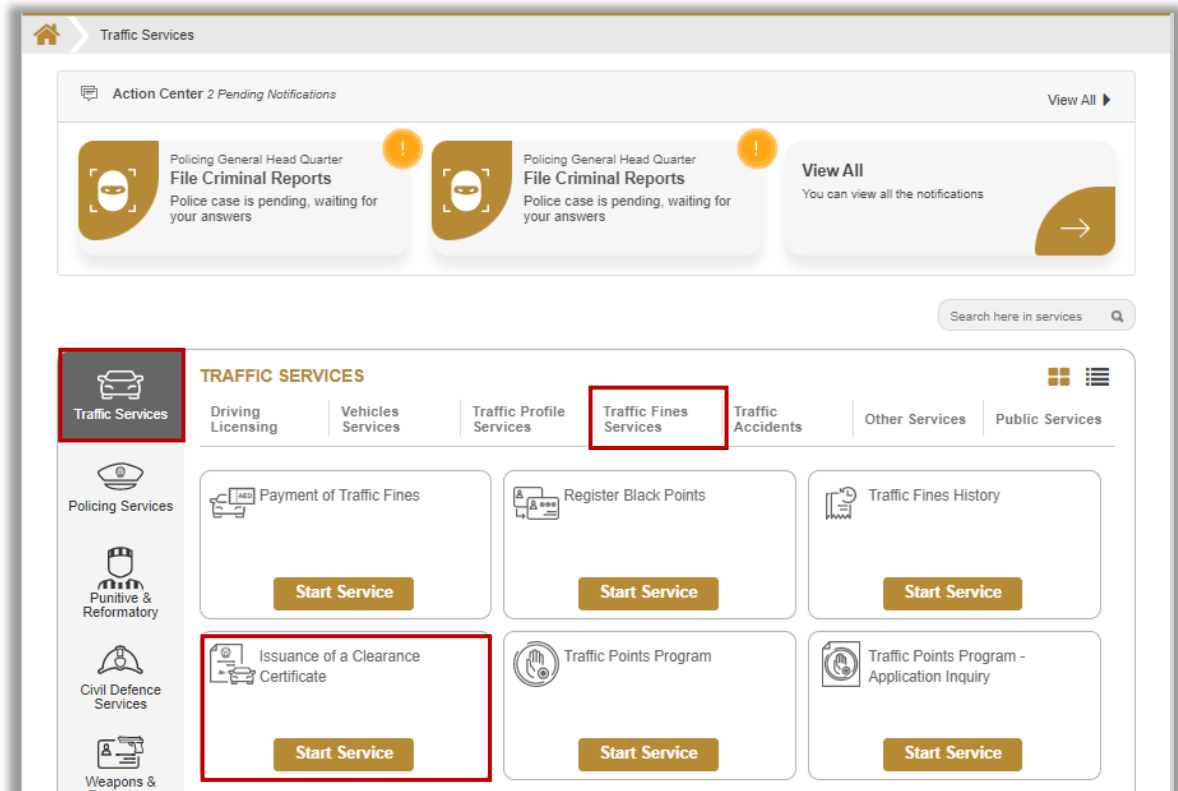 Traffic Services
Action Center 2 Pending Notifications
View All
Policing General Head Quarter
File Criminal Reports
Police case is pending, waiting for
your answers
Policing General Head Quarter
File Criminal Reports
Police case is pending, waiting for
your answers
View All
You can view all the notifications
Search here in services
Traffic Services
Policing Services
Punitive &
Reformatory
Civil Defence
Services
Weapons &
TRAFFIC SERVICES
Driving
Licensing
Vehicles
Services
Traffic Profile
Services
Traffic Fines
Services
Traffic
Accidents
Other Services
Public Services
AED
Payment of Traffic Fines
Start Service
Register Black Points
Start Service
Traffic Fines History
Start Service
Issuance of a Clearance
Certificate
Start Service
Traffic Points Program
Start Service
Traffic Points Program -
Application Inquiry
Start Service